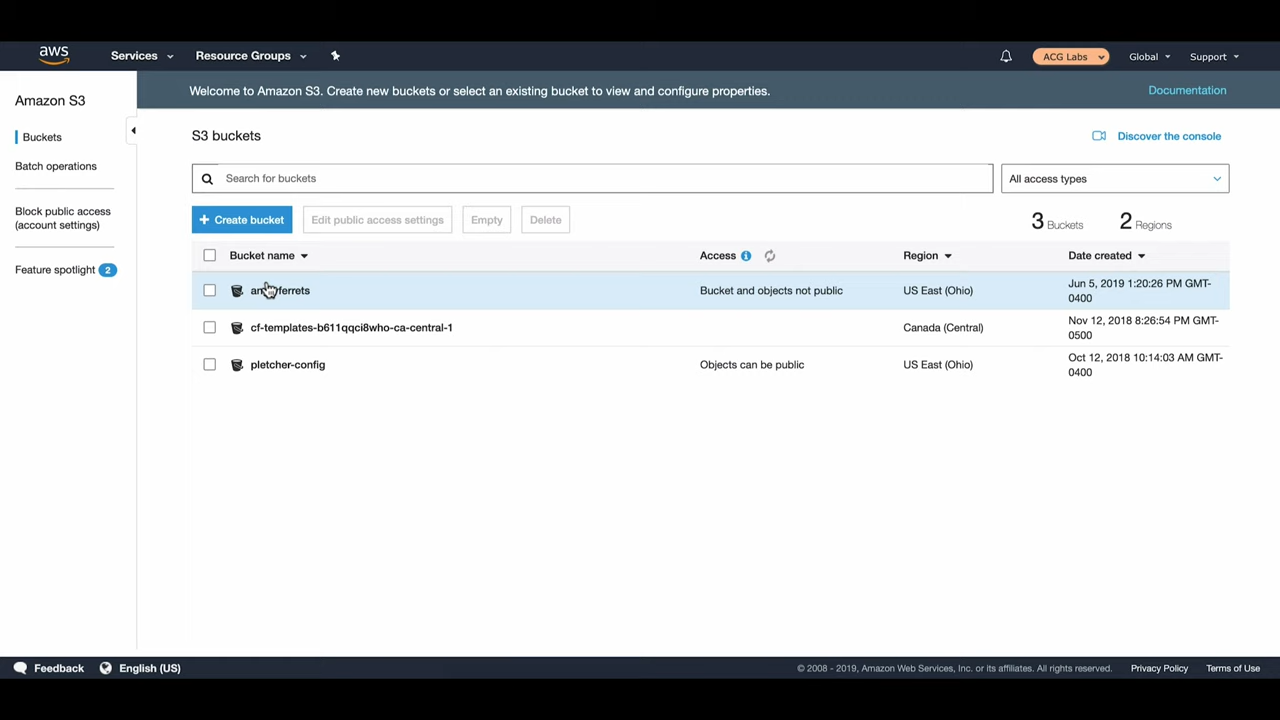 aws Services Resource Groups ACG Labs Global Support
Amazon S3
Buckets
Batch operations
Block public access
(account settings)
Feature spotlight 2
Welcome to Amazon S3. Create new buckets or select an existing bucket to view and configure properties. Documentation
S3 buckets Discover the console
Search for buckets All access types
+ Create bucket Edit public access settings Empty Delete 3 Buckets 2 Regions
Bucket name Access Region Date created
ferrets Bucket and objects not public US East (Ohio) Jun 5, 2019 1:20:26 PM GMT-
0400
cf-templates-b611qqci8who-ca-central-1 Canada (Central) Nov 12, 2018 8:26:54 PM GMT-
0500
pletcher-config Objects can be public US East (Ohio) Oct 12, 2018 10:14:03 AM GMT-
0400
Feedback English (US) © 2008 - 2019, Amazon Web Services, Inc. or its affiliates. All rights reserved. Privacy Policy Terms of Use